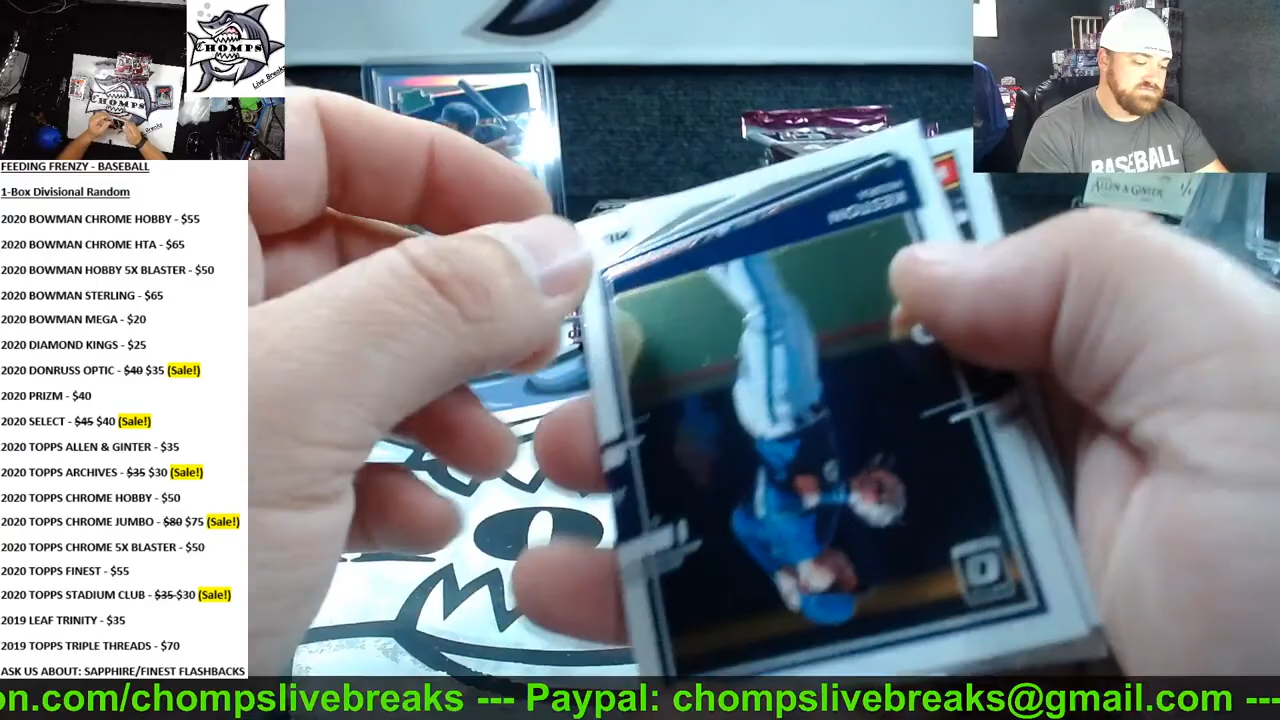 CHOMPS
Live Breaks
CHOMPS
FEEDING FRENZY - BASEBALL
1-Box Divisional Random
2020 BOWMAN CHROME HOBBY - $55
2020 BOWMAN CHROME HTA - $65
2020 BOWMAN HOBBY 5X BLASTER - $50
2020 BOWMAN STERLING - $65
2020 BOWMAN MEGA - $20
2020 DIAMOND KINGS - $25
2020 DONRUSS OPTIC - $40 $35 (Sale!)
2020 PRIZM - $40
2020 SELECT - $45 $40 (Sale!)
2020 TOPPS ALLEN & GINTER - $35
2020 TOPPS ARCHIVES - $35 $30 (Sale!)
2020 TOPPS CHROME HOBBY - $50
2020 TOPPS CHROME JUMBO - $80 $75 (Sale!)
2020 TOPPS CHROME 5X BLASTER - $50
2020 TOPPS FINEST - $55
2020 TOPPS STADIUM CLUB - $35 $30 (Sale!)
2019 LEAF TRINITY - $35
2019 TOPPS TRIPLE THREADS - $70
ASK US ABOUT: SAPPHIRE/FINEST FLASHBACKS
BASEBALL
ALLEN & GINTER
on.com/chompslivebreaks --- Paypal: chompslivebreaks@gmail.com ---